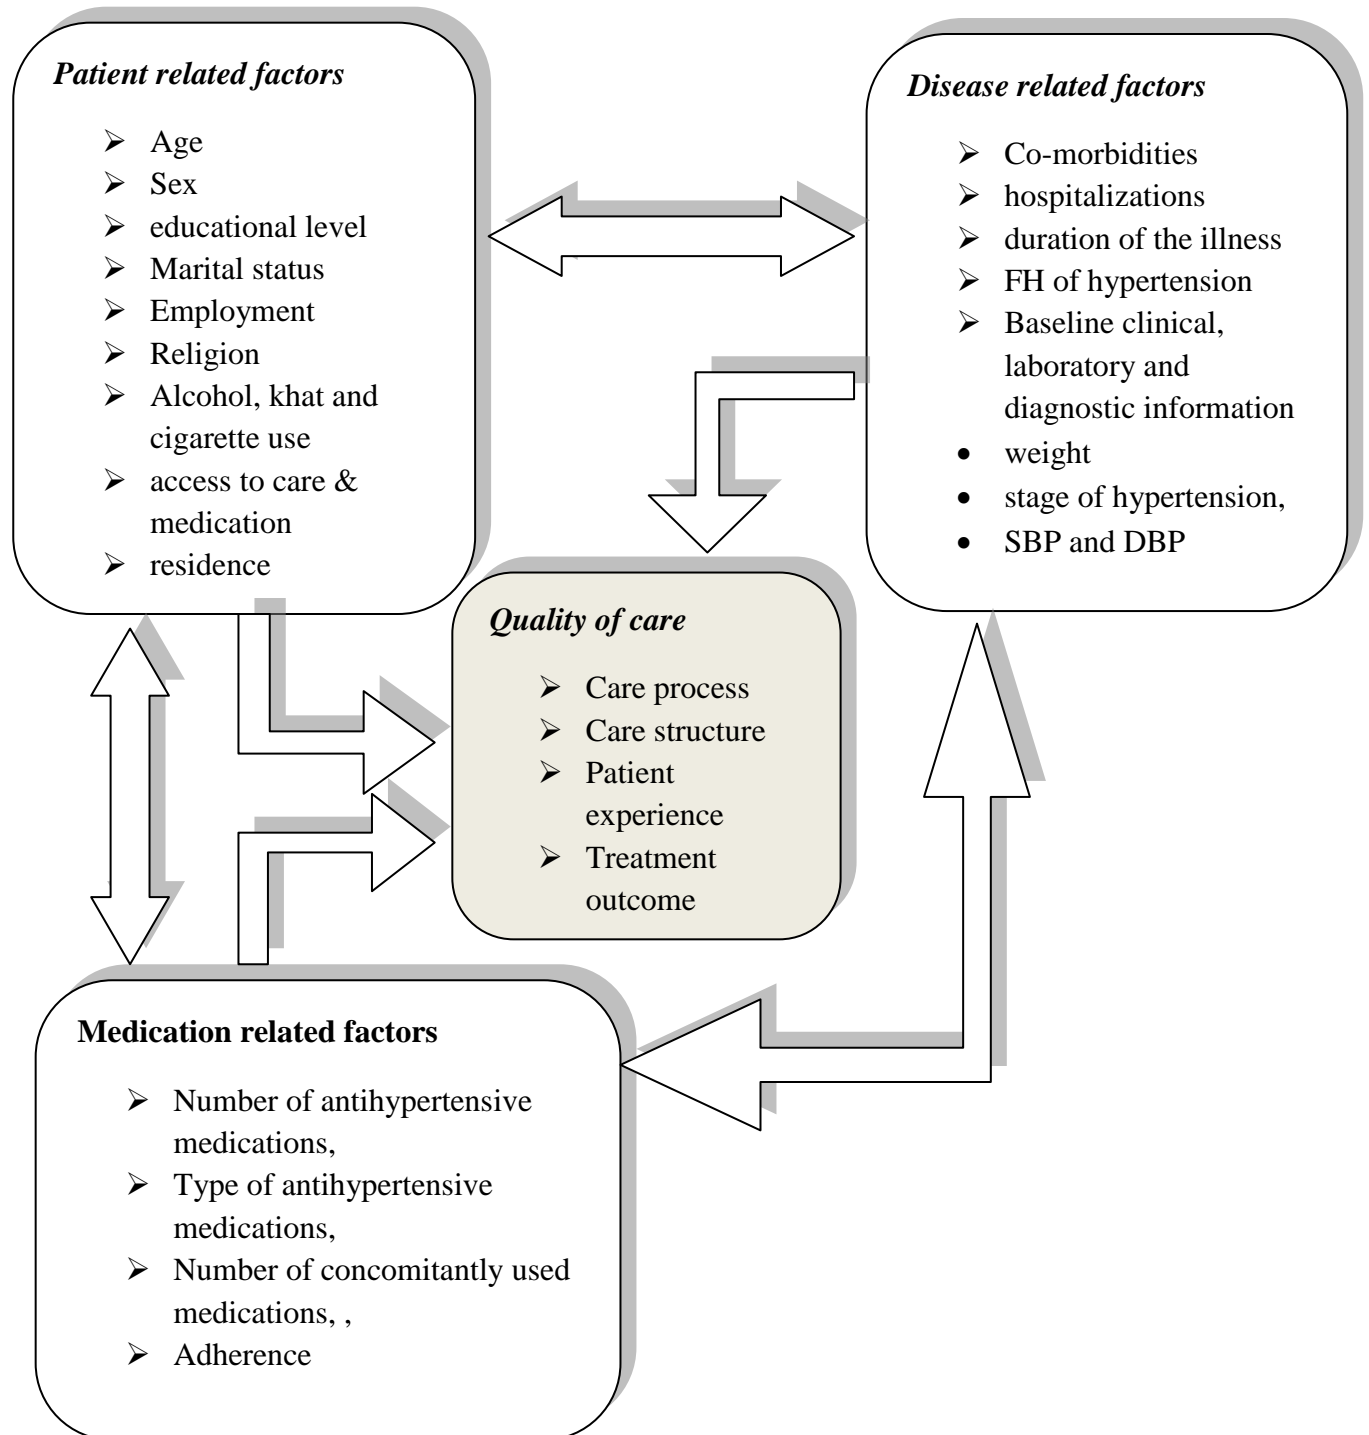 Patient related factors
➢ Age
➢ Sex
➢ educational level
➢ Marital status
➢ Employment
➢ Religion
➢ Alcohol, khat and
cigarette use
➢ access to care &
medication
➢ residence
Disease related factors
➢ Co-morbidities
➢ hospitalizations
➢ duration of the illness
➢ FH of hypertension
➢ Baseline clinical,
laboratory and
diagnostic information
• weight
• stage of hypertension,
• SBP and DBP
Quality of care
➢ Care process
➢ Care structure
➢ Patient
experience
➢ Treatment
outcome
Medication related factors
➢ Number of antihypertensive
medications,
➢ Type of antihypertensive
medications,
➢ Number of concomitantly used
medications, ,
➢ Adherence